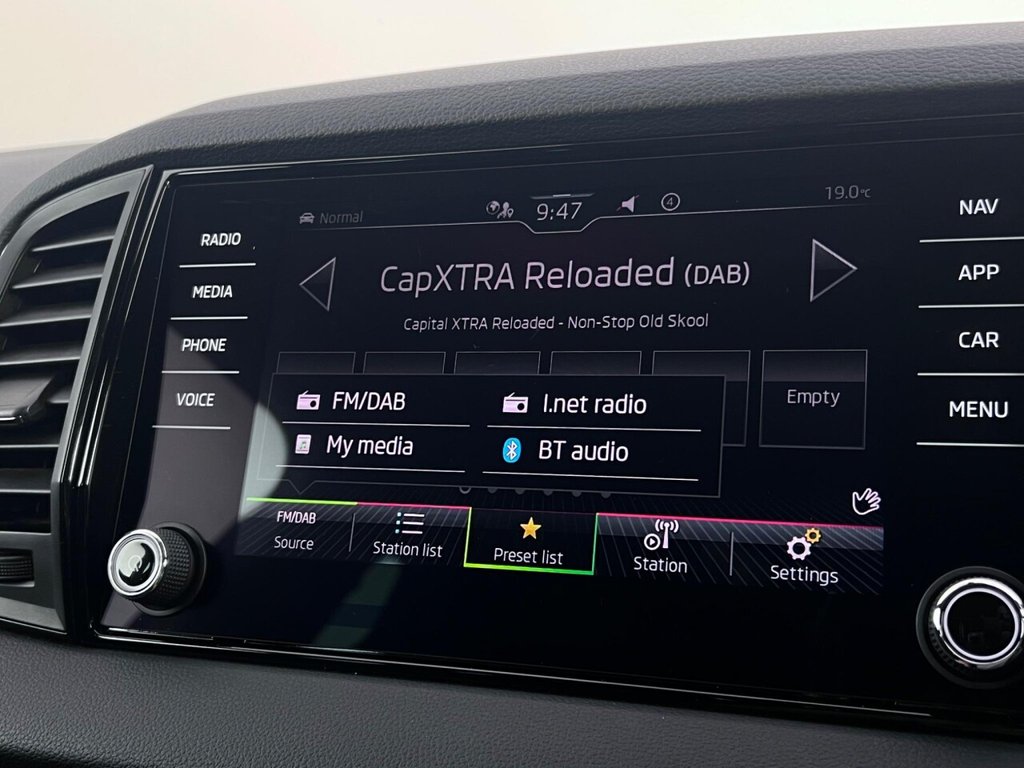 Normal
9:47
4
19.0°C
RADIO
MEDIA
PHONE
VOICE
CapXTRA Reloaded (DAB)
Capital XTRA Reloaded - Non-Stop Old Skool
Empty
FM/DAB
I.net radio
My media
BT audio
FM/DAB
Source
Station list
Preset list
Station
Settings
NAV
APP
CAR
MENU